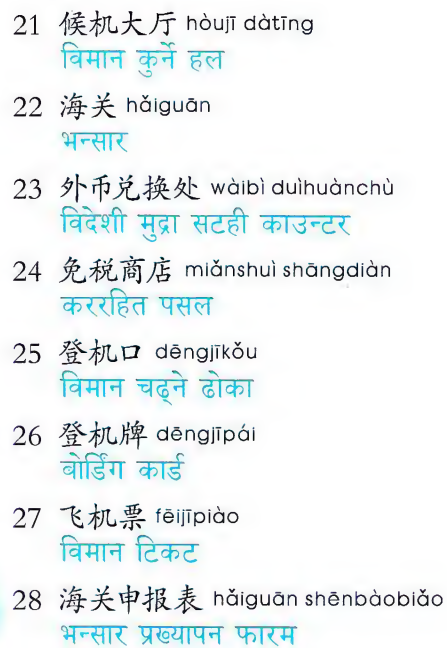 21 候机大厅 hòujī dàtīng
विमान कुर्ने हल
22 海关 hǎiguān
भन्सार
23 外币兑换处 wàibì duìhuànchù
विदेशी मुद्रा सटही काउन्टर
24 免税商店 miǎnshuì shāngdiàn
कररहित पसल
25 登机口 dēngjīkǒu
विमान चढ्ने ढोका
26 登机牌 dēngjīpái
बोर्डिंग कार्ड
27 飞机票 fēijīpiào
विमान टिकट
28 海关申报表 hǎiguān shēnbàobiǎo
भन्सार प्रख्यापन फारम